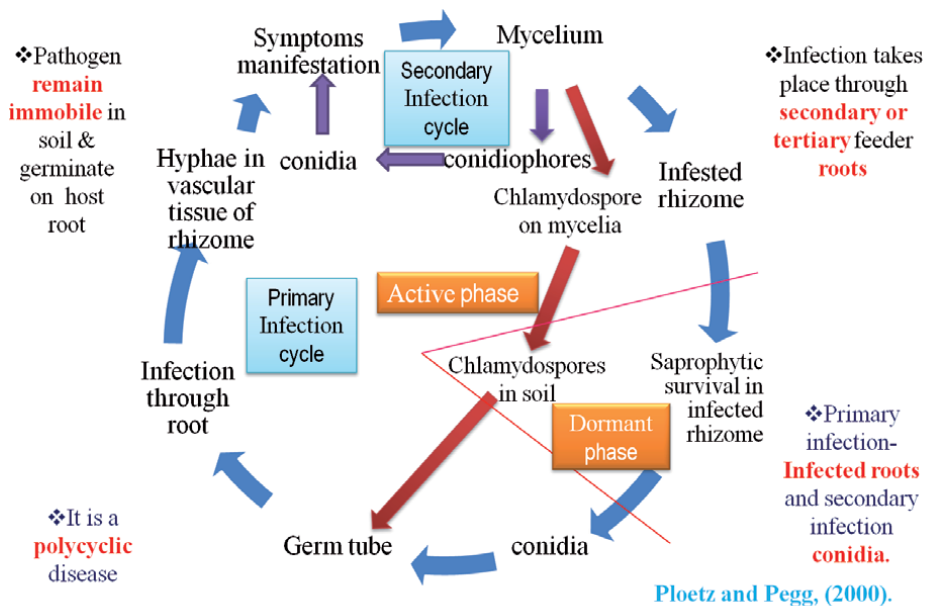 ❖Pathogen
remain
immobile in
soil &
germinate
on host
root
Symptoms
manifestation
Mycelium
Secondary
Infection
cycle
❖Infection takes
place through
secondary or
tertiary feeder
roots
Hyphae in
vascular
tissue of
rhizome
conidia
conidiophores
Chlamydospore
on mycelia
Infested
rhizome
Primary
Infection
cycle
Active phase
Infection
through
root
Chlamydospores
in soil
Saprophytic
survival in
infected
rhizome
Dormant
phase
❖Primary
infection-
Infected roots
and secondary
infection
conidia.
❖It is a
polycyclic
disease
Germ tube
conidia
Ploetz and Pegg, (2000).